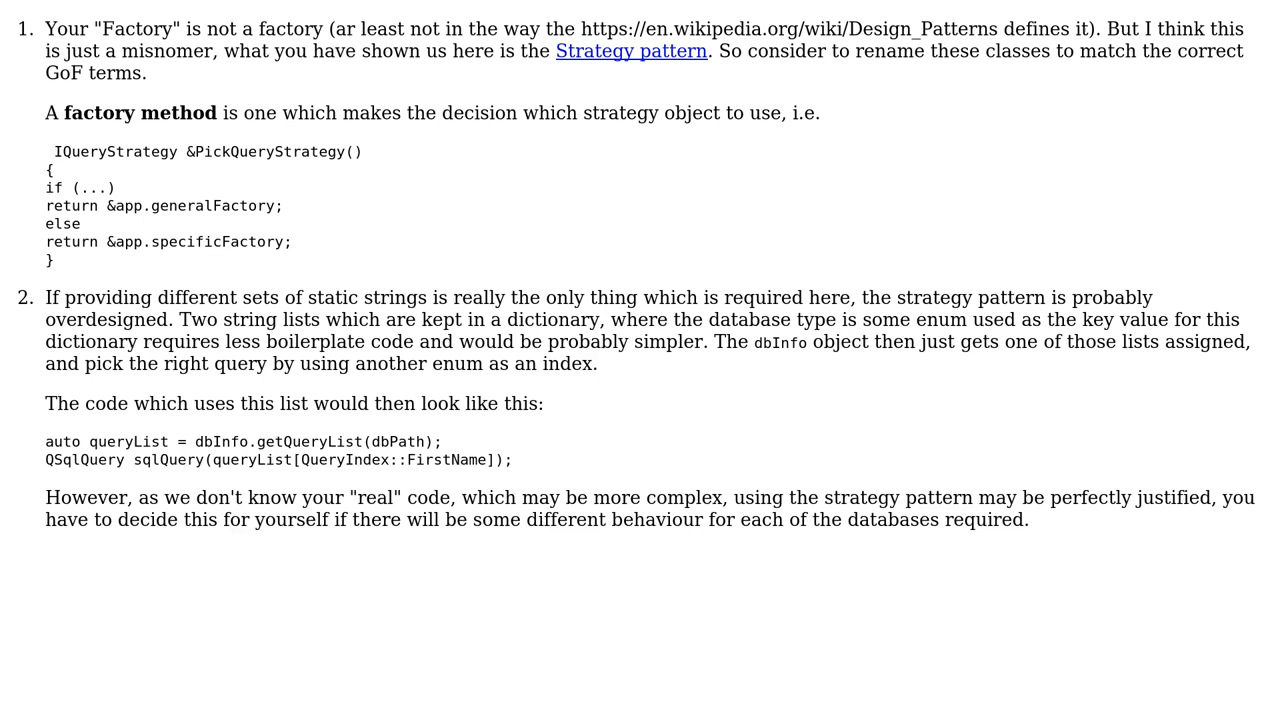 1. Your "Factory" is not a factory (ar least not in the way the https://en.wikipedia.org/wiki/Design_Patterns defines it). But I think this
is just a misnomer, what you have shown us here is the Strategy pattern. So consider to rename these classes to match the correct
GoF terms.
A factory method is one which makes the decision which strategy object to use, i.e.
IQueryStrategy &PickQueryStrategy()
{
if (...)
return &app.generalFactory;
else
return &app.specificFactory;
}
2. If providing different sets of static strings is really the only thing which is required here, the strategy pattern is probably
overdesigned. Two string lists which are kept in a dictionary, where the database type is some enum used as the key value for this
dictionary requires less boilerplate code and would be probably simpler. The dbInfo object then just gets one of those lists assigned,
and pick the right query by using another enum as an index.
The code which uses this list would then look like this:
auto queryList = dbInfo.getQueryList(dbPath);
QSqlQuery sqlQuery(queryList[QueryIndex::FirstName]);
However, as we don't know your "real" code, which may be more complex, using the strategy pattern may be perfectly justified, you
have to decide this for yourself if there will be some different behaviour for each of the databases required.